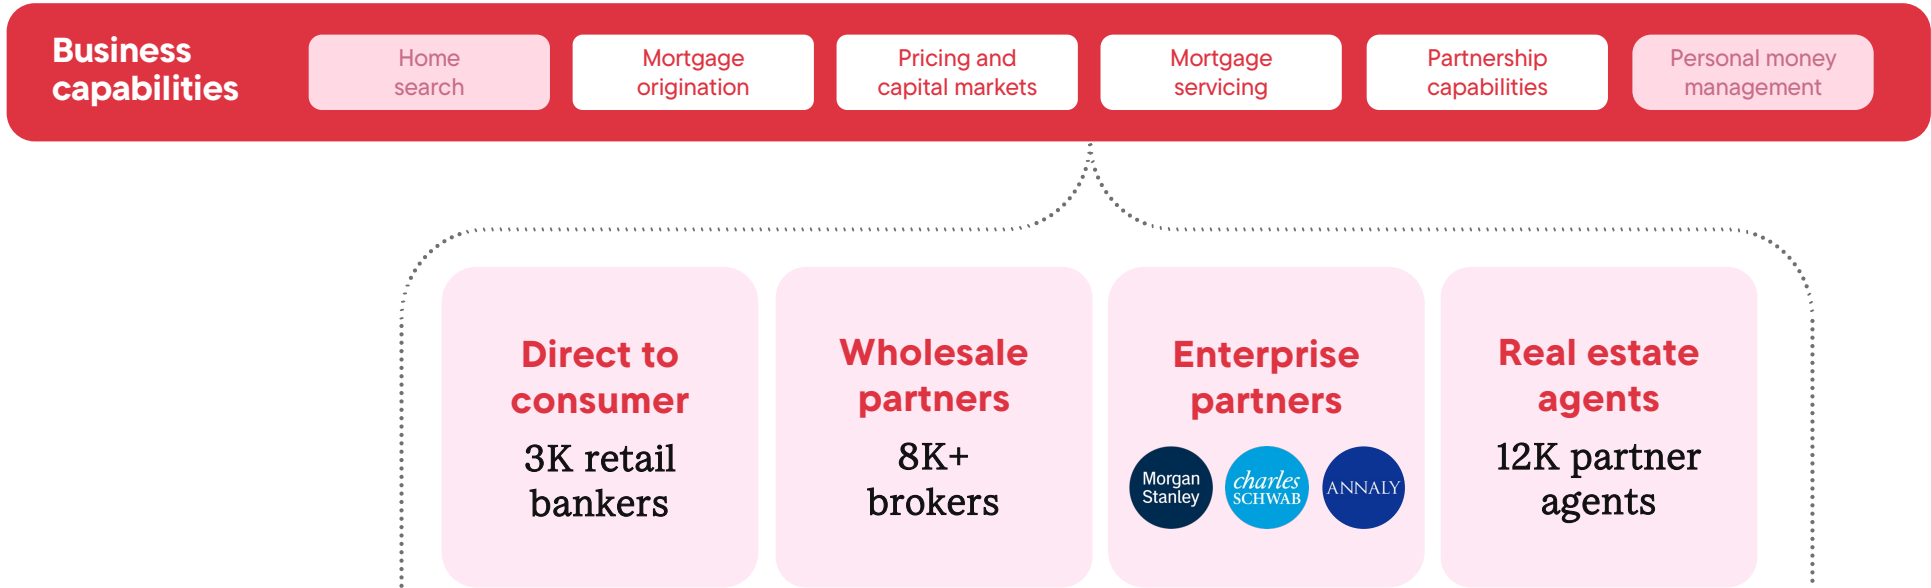 Business
capabilities
Home
search
Mortgage
origination
Pricing and
capital markets
Mortgage
servicing
Partnership
capabilities
Personal money
management
Direct to
consumer
3K retail
bankers
Wholesale
partners
8K+
brokers
Enterprise
partners
Morgan
Stanley
charles
SCHWAB
ANNALY
Real estate
agents
12K partner
agents